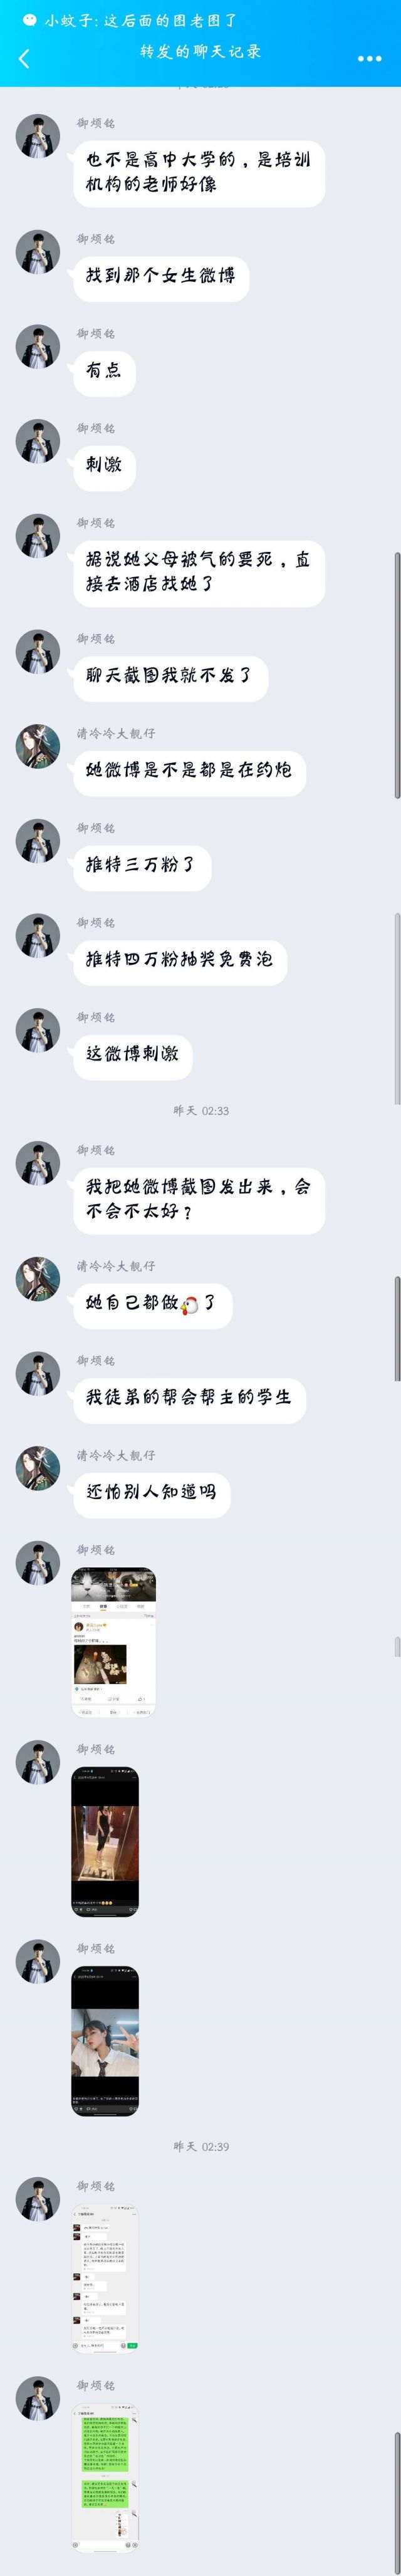 小蚊子: 这后面的图老图了
转发的聊天记录
御烦铭
也不是高中大学的，是培训
机构的老师好像
御烦铭
找到那个女生微博
御烦铭
有点
御烦铭
刺激
御烦铭
据说她父母被气的要死，直
接去酒店找她了
御烦铭
聊天截图我就不发了
清冷冷大靓仔
她微博是不是都是在约炮
御烦铭
推特三万粉了
御烦铭
推特四万粉抽奖免费泡
御烦铭
这微博刺激
昨天 02:33
御烦铭
我把她微博截图发出来，会
不会不太好？
清冷冷大靓仔
她自己都做🐔了
御烦铭
我徒弟的帮会帮主的学生
清冷冷大靓仔
还怕别人知道吗
御烦铭
御烦铭
御烦铭
昨天 02:39
御烦铭
御烦铭